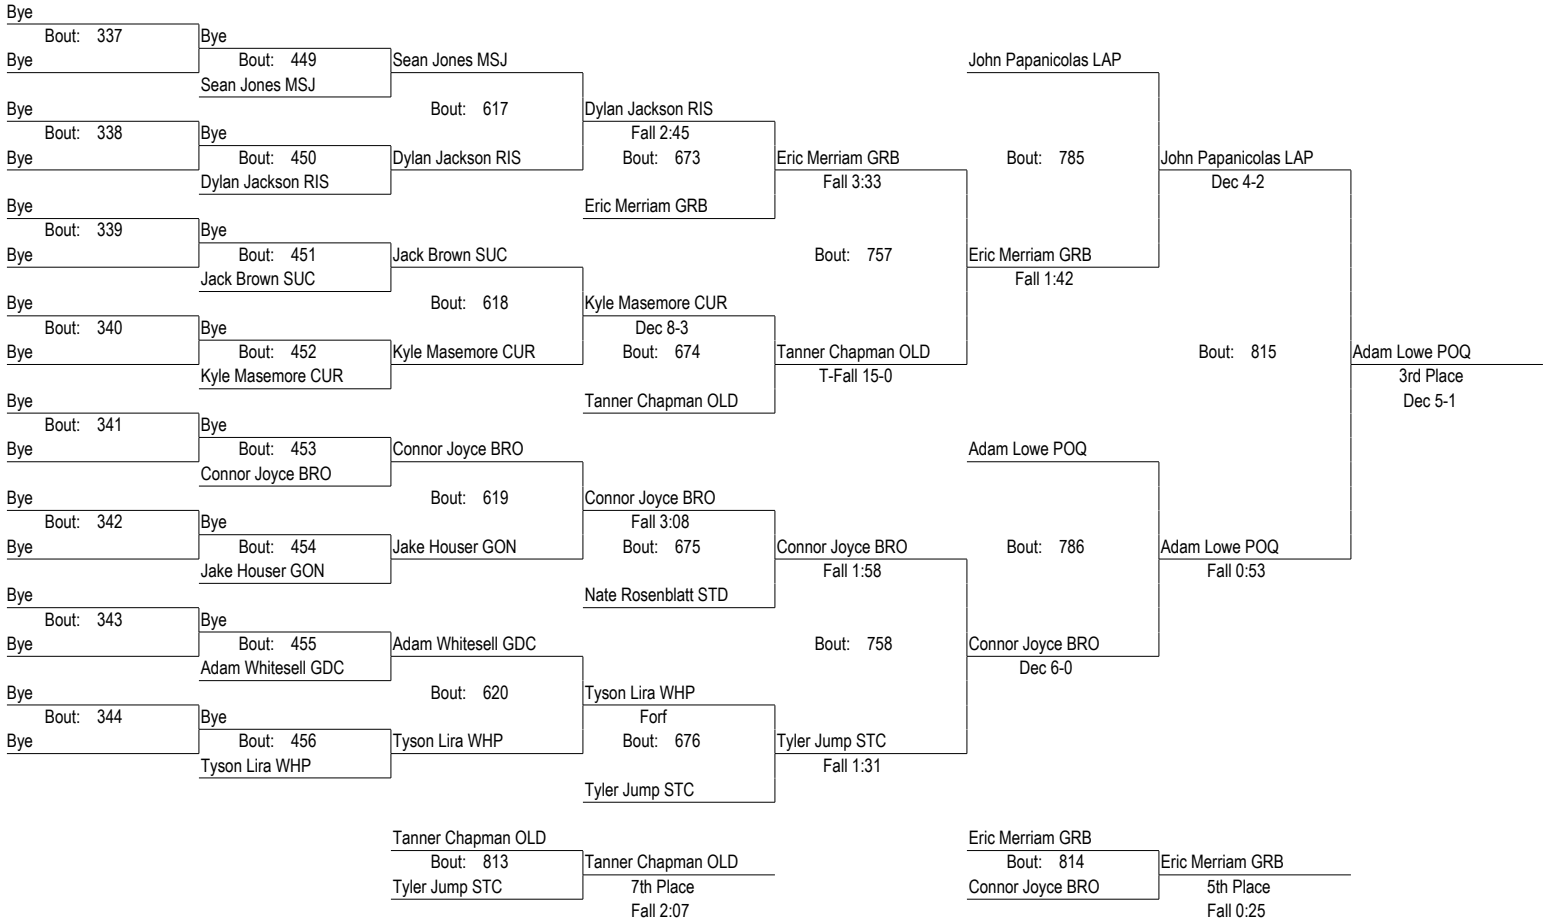 Bye
Bout: 337
Bye
Bye
Bout: 449
Sean Jones MSJ
Sean Jones MSJ
Bout: 617
Bye
Bout: 338
Bye
Bye
Bout: 450
Dylan Jackson RIS
Dylan Jackson RIS
Dylan Jackson RIS
Fall 2:45
Bout: 673
Eric Merriam GRB
Eric Merriam GRB
Fall 3:33
Bye
Bout: 339
Bye
Bye
Bout: 451
Jack Brown SUC
Jack Brown SUC
Bout: 618
Bye
Bout: 340
Bye
Bye
Bout: 452
Kyle Masemore CUR
Kyle Masemore CUR
Kyle Masemore CUR
Dec 8-3
Bout: 674
Tanner Chapman OLD
Tanner Chapman OLD
T-Fall 15-0
Bout: 757
Eric Merriam GRB
Fall 1:42
John Papanicolas LAP
Bout: 785
John Papanicolas LAP
Dec 4-2
Bye
Bout: 341
Bye
Bye
Bout: 453
Connor Joyce BRO
Connor Joyce BRO
Bout: 619
Bye
Bout: 342
Bye
Bye
Bout: 454
Jake Houser GON
Jake Houser GON
Connor Joyce BRO
Fall 3:08
Bout: 675
Nate Rosenblatt STD
Connor Joyce BRO
Fall 1:58
Bye
Bout: 343
Bye
Bye
Bout: 455
Adam Whitesell GDC
Adam Whitesell GDC
Bout: 620
Bye
Bout: 344
Bye
Bye
Bout: 456
Tyson Lira WHP
Tyson Lira WHP
Tyson Lira WHP
Forf
Bout: 676
Tyler Jump STC
Tyler Jump STC
Fall 1:31
Bout: 758
Connor Joyce BRO
Dec 6-0
Adam Lowe POQ
Bout: 786
Adam Lowe POQ
Fall 0:53
Bout: 815
Adam Lowe POQ
3rd Place
Dec 5-1
Tanner Chapman OLD
Bout: 813
Tyler Jump STC
Tanner Chapman OLD
7th Place
Fall 2:07
Eric Merriam GRB
Bout: 814
Connor Joyce BRO
Eric Merriam GRB
5th Place
Fall 0:25